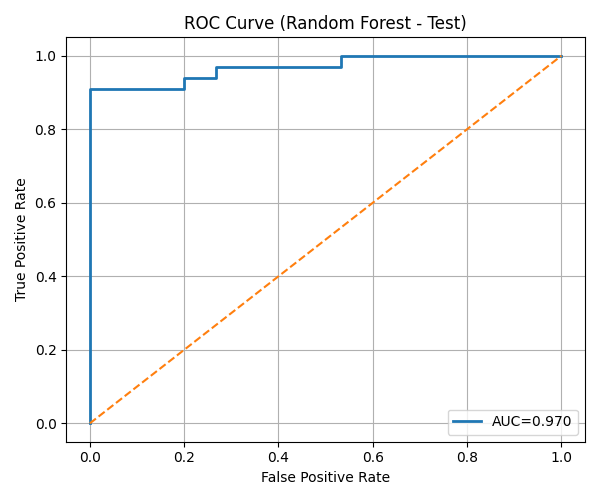 ROC Curve (Random Forest - Test)
True Positive Rate
1.0
0.8
0.6
0.4
0.2
0.0
0.0 0.2 0.4 0.6 0.8 1.0
False Positive Rate
AUC=0.970